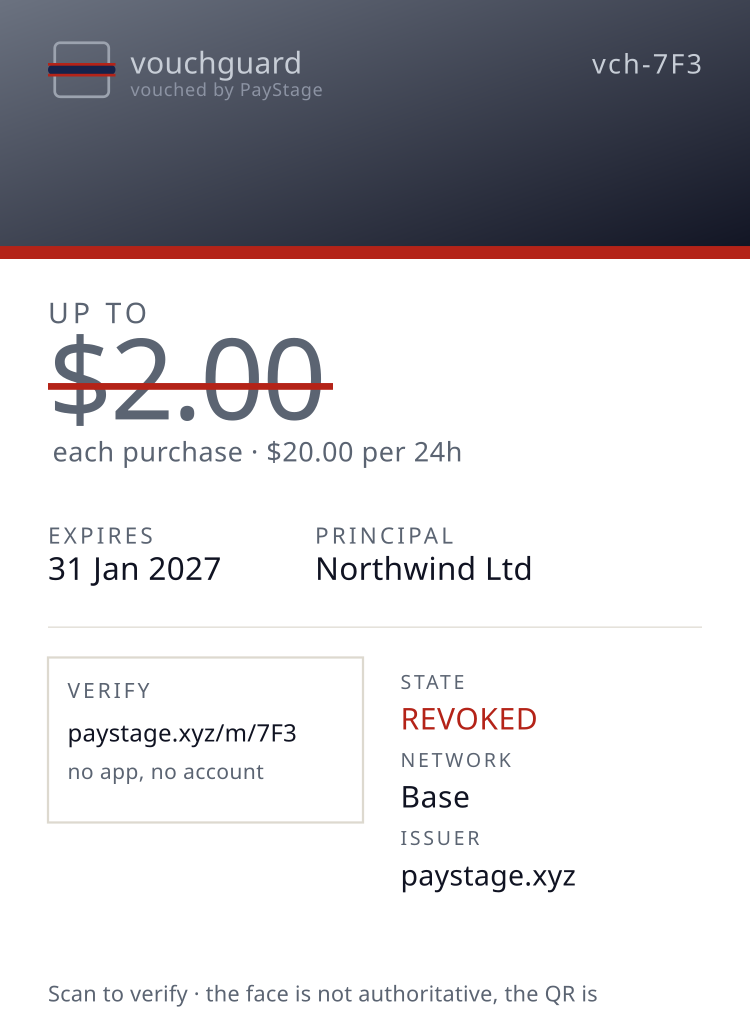 vouchguard
vouched by PayStage
vch-7F3
UP TO
$2.00
each purchase · $20.00 per 24h
EXPIRES
31 Jan 2027
PRINCIPAL
Northwind Ltd
VERIFY
paystage.xyz/m/7F3
no app, no account
STATE
REVOKED
NETWORK
Base
ISSUER
paystage.xyz
Scan to verify · the face is not authoritative, the QR is